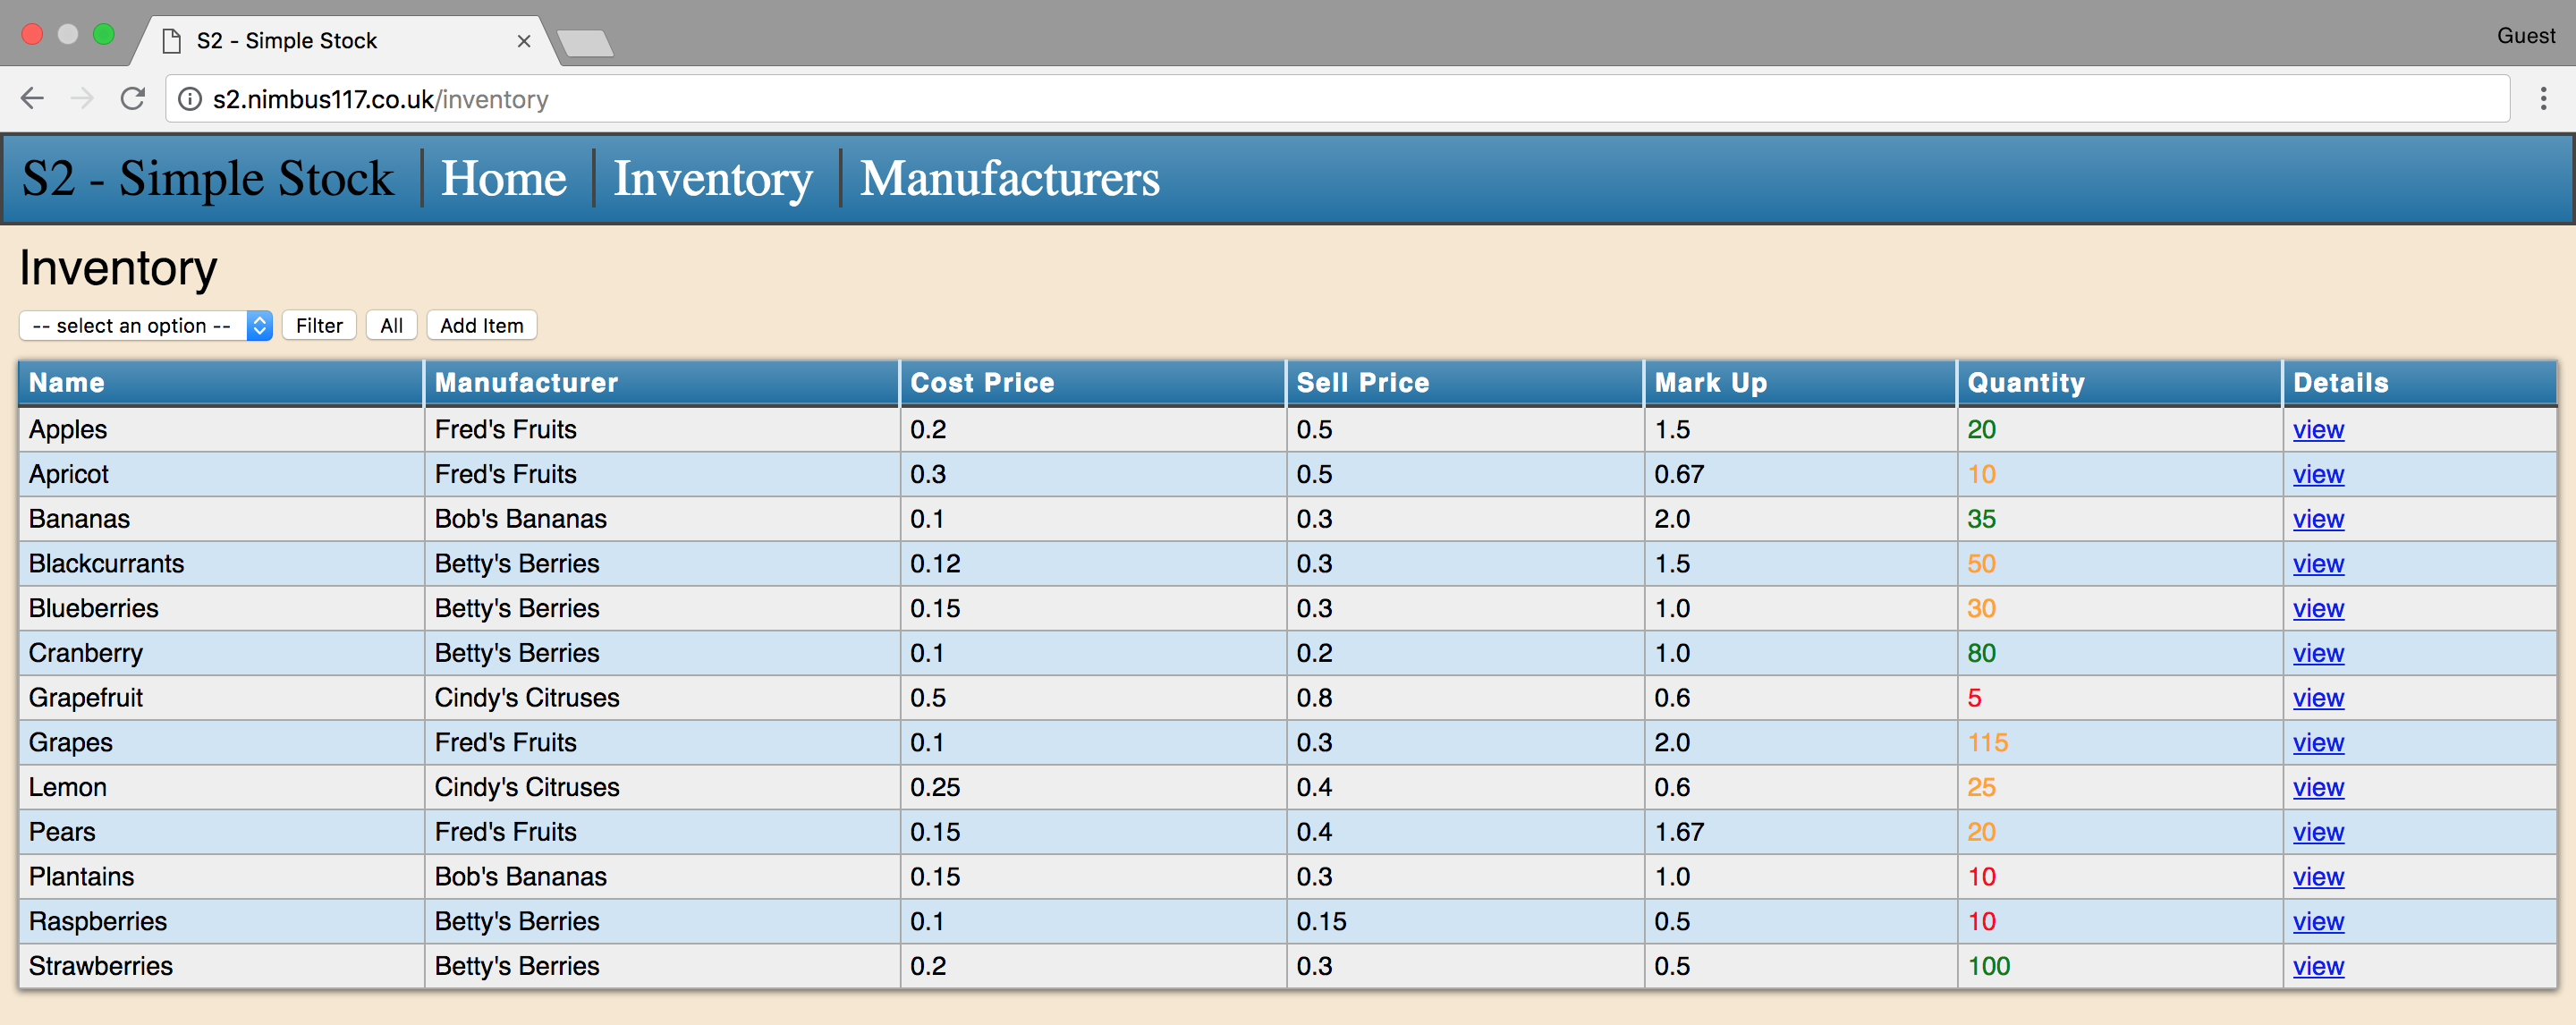 S2 - Simple Stock
Guest
s2.nimbus117.co.uk/inventory
S2 - Simple Stock Home Inventory Manufacturers
Inventory
-- select an option -- Filter All Add Item
Name Manufacturer Cost Price Sell Price Mark Up Quantity Details
Apples Fred's Fruits 0.2 0.5 1.5 20 view
Apricot Fred's Fruits 0.3 0.5 0.67 10 view
Bananas Bob's Bananas 0.1 0.3 2.0 35 view
Blackcurrants Betty's Berries 0.12 0.3 1.5 50 view
Blueberries Betty's Berries 0.15 0.3 1.0 30 view
Cranberry Betty's Berries 0.1 0.2 1.0 80 view
Grapefruit Cindy's Citruses 0.5 0.8 0.6 5 view
Grapes Fred's Fruits 0.1 0.3 2.0 115 view
Lemon Cindy's Citruses 0.25 0.4 0.6 25 view
Pears Fred's Fruits 0.15 0.4 1.67 20 view
Plantains Bob's Bananas 0.15 0.3 1.0 10 view
Raspberries Betty's Berries 0.1 0.15 0.5 10 view
Strawberries Betty's Berries 0.2 0.3 0.5 100 view